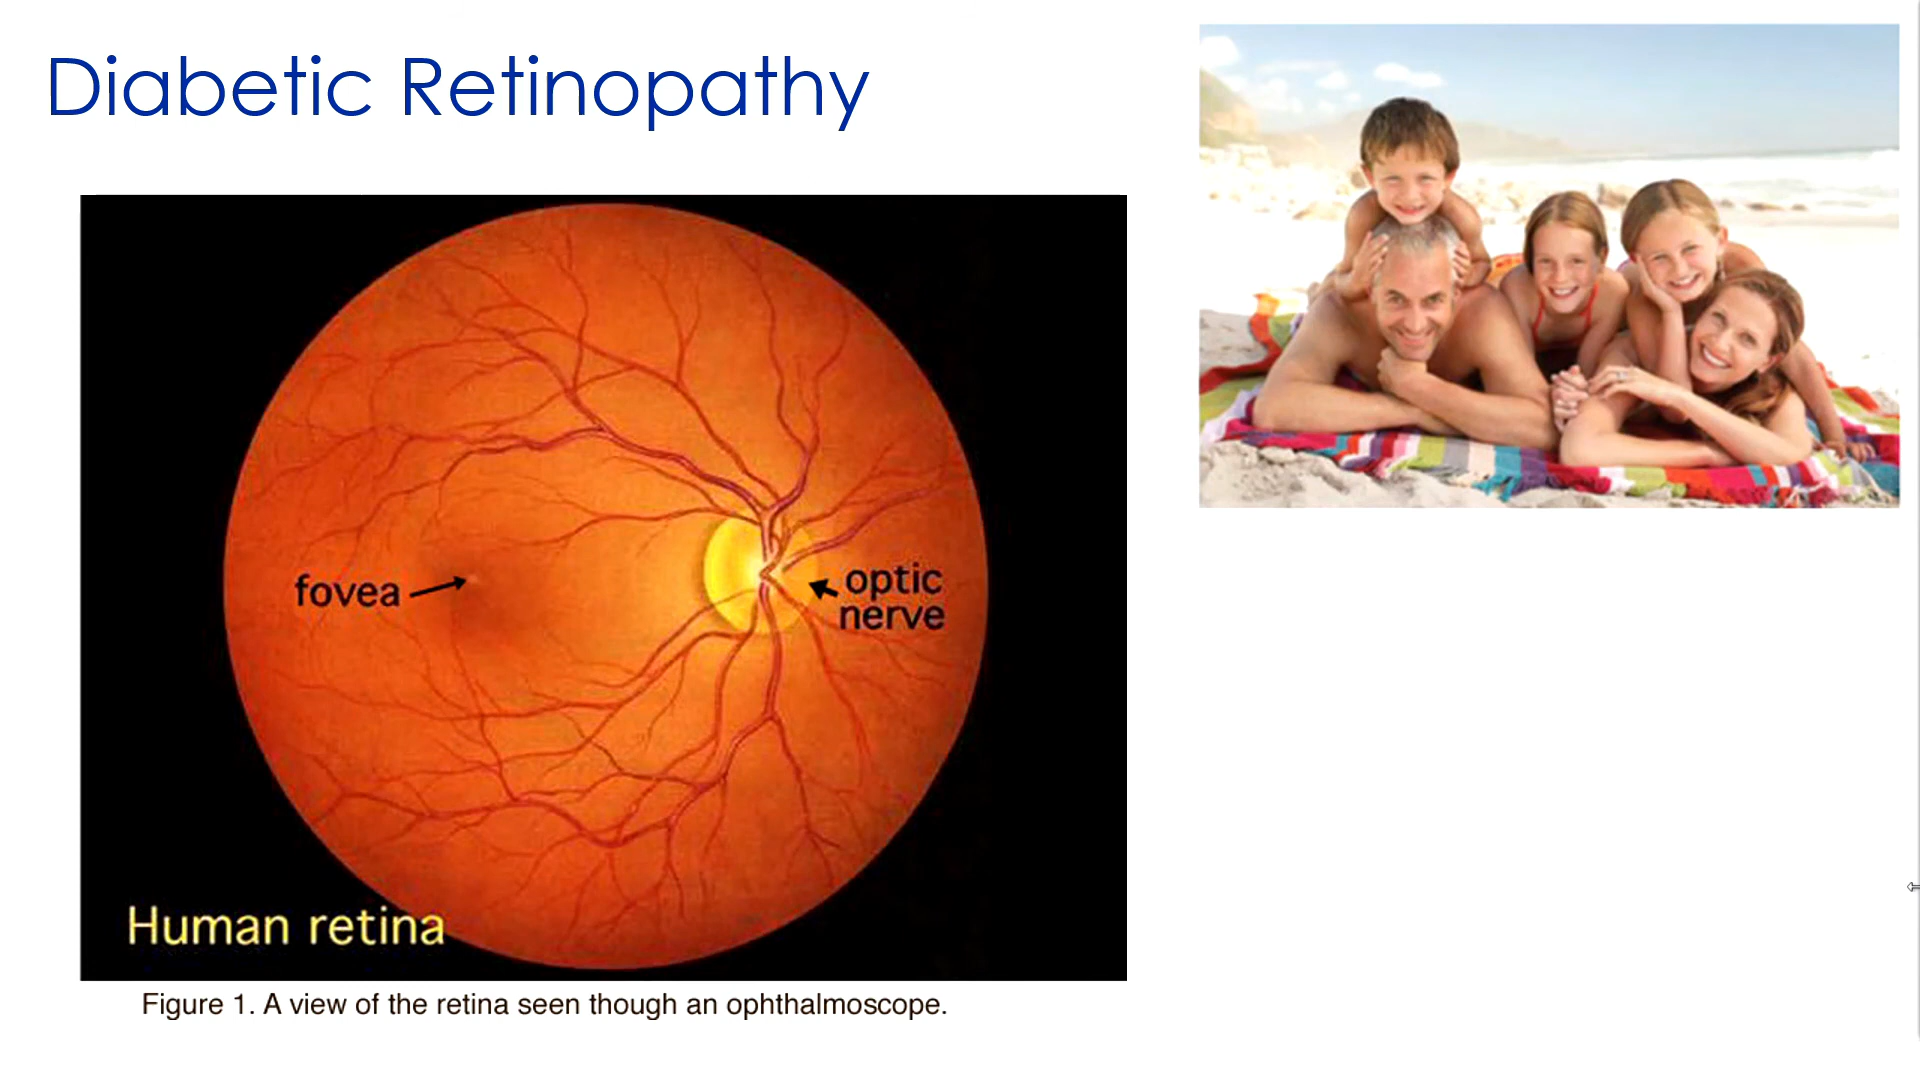 Diabetic Retinopathy
fovea
optic
nerve
Human retina
Figure 1. A view of the retina seen though an ophthalmoscope.